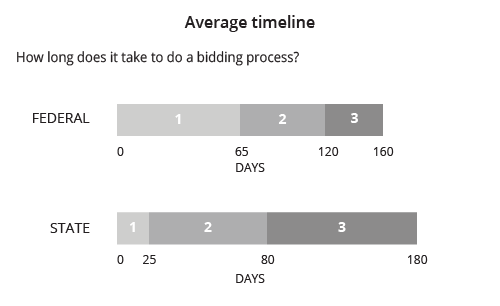 Average timeline
How long does it take to do a bidding process?
FEDERAL 1 2 3
0 65 120 160
DAYS
STATE 1 2 3
0 25 80 180
DAYS